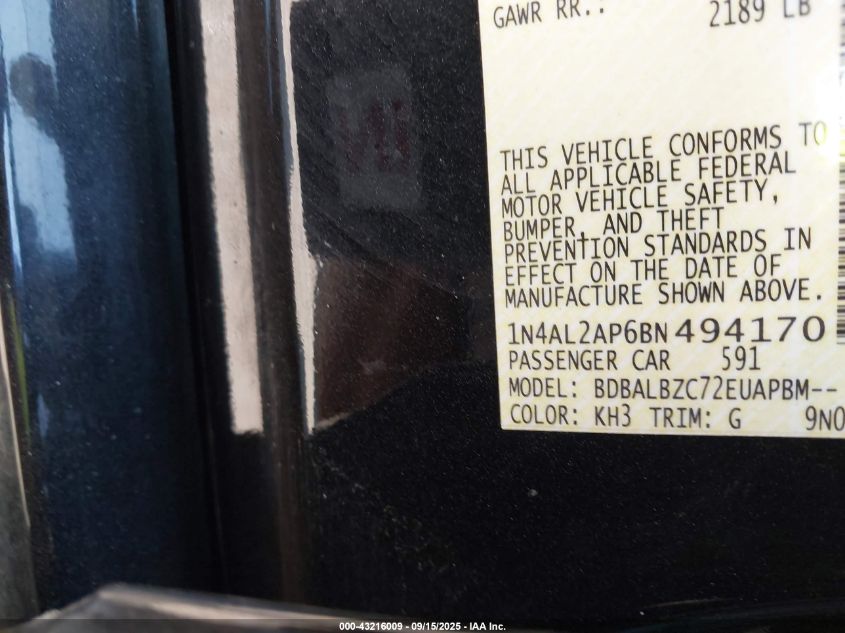 GAWR RR.: 2189 LB
THIS VEHICLE CONFORMS TO
ALL APPLICABLE FEDERAL
MOTOR VEHICLE SAFETY,
BUMPER, AND THEFT
PREVENTION STANDARDS IN
EFFECT ON THE DATE OF
MANUFACTURE SHOWN ABOVE.
1N4AL2AP6BN494170
PASSENGER CAR 591
MODEL: BDBALBZC72EUAPBM--
COLOR: KH3 TRIM: G 9N0
000-43216009 - 09/15/2025 - IAA Inc.